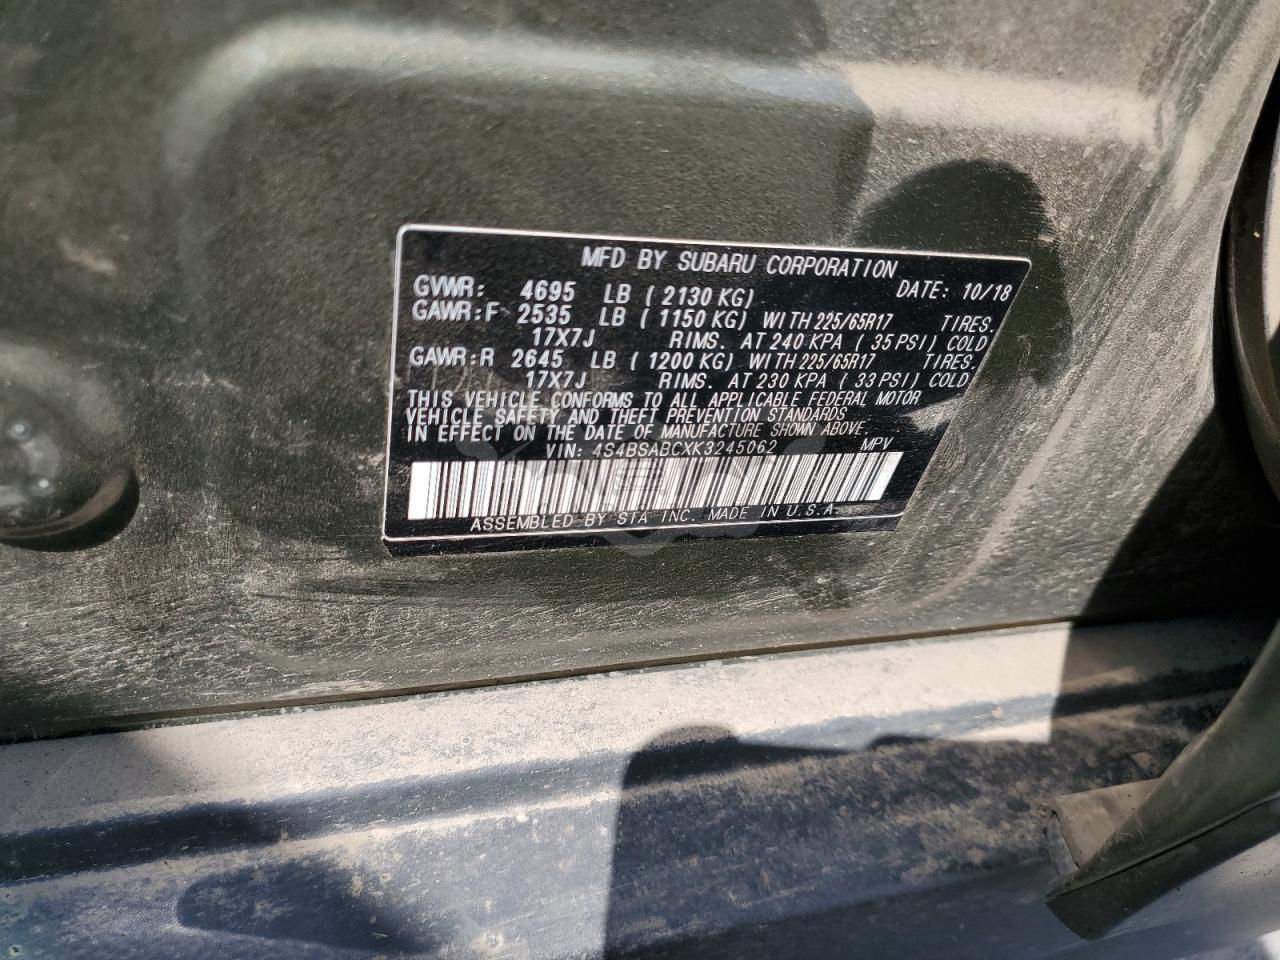 MFD BY SUBARU CORPORATION
GVWR: 4695 LB ( 2130 KG) DATE: 10/18
GAWR:F 2535 LB ( 1150 KG) WITH 225/65R17 TIRES.
17X7J RIMS. AT 240 KPA ( 35 PSI) COLD
GAWR:R 2645 LB ( 1200 KG) WITH 225/65R17 TIRES.
17X7J RIMS. AT 230 KPA ( 33 PSI) COLD
THIS VEHICLE CONFORMS TO ALL APPLICABLE FEDERAL MOTOR
VEHICLE SAFETY AND THEFT PREVENTION STANDARDS
IN EFFECT ON THE DATE OF MANUFACTURE SHOWN ABOVE.
VIN: 4S4BSABCXK3245062 MPV
ASSEMBLED BY STA INC. MADE IN U.S.A.